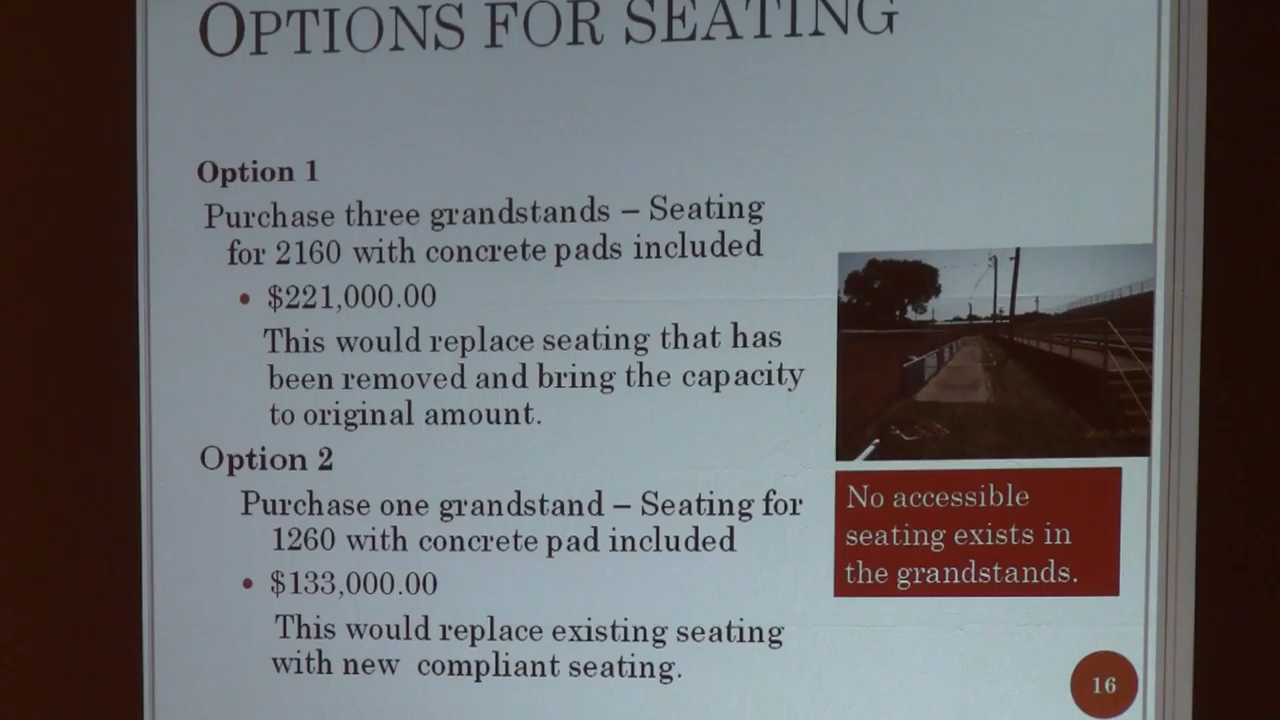 OPTIONS FOR SEATING
Option 1
Purchase three grandstands – Seating
for 2160 with concrete pads included
• $221,000.00
This would replace seating that has
been removed and bring the capacity
to original amount.
Option 2
Purchase one grandstand – Seating for
1260 with concrete pad included
• $133,000.00
This would replace existing seating
with new compliant seating.
No accessible
seating exists in
the grandstands.
16